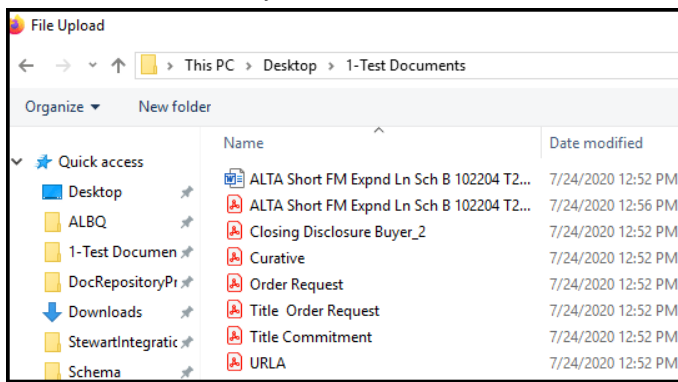 File Upload
This PC > Desktop > 1-Test Documents
Organize New folder
Name Date modified
Quick access
Desktop
ALBQ
1-Test Documen
DocRepositoryPr
Downloads
StewartIntegratic
Schema
ALTA Short FM Expnd Ln Sch B 102204 T2... 7/24/2020 12:52 PM
ALTA Short FM Expnd Ln Sch B 102204 T2... 7/24/2020 12:56 PM
Closing Disclosure Buyer_2 7/24/2020 12:52 PM
Curative 7/24/2020 12:52 PM
Order Request 7/24/2020 12:52 PM
Title Order Request 7/24/2020 12:52 PM
Title Commitment 7/24/2020 12:52 PM
URLA 7/24/2020 12:52 PM